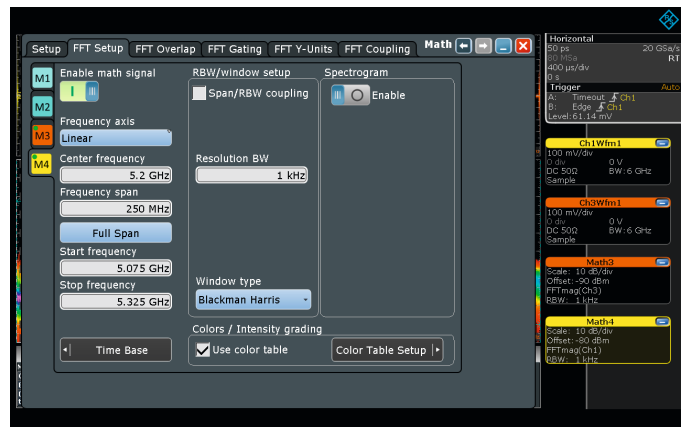 Setup
FFT Setup
FFT Overlap
FFT Gating
FFT Y-Units
FFT Coupling
Math
M1
M2
M3
M4
Enable math signal
Frequency axis
Linear
Center frequency
5.2 GHz
Frequency span
250 MHz
Full Span
Start frequency
5.075 GHz
Stop frequency
5.325 GHz
Time Base
RBW/window setup
Span/RBW coupling
Resolution BW
1 kHz
Window type
Blackman Harris
Colors / Intensity grading
Use color table
Color Table Setup
Spectrogram
Enable
Horizontal
50 ps 20 GSa/s
80 MSa RT
400 µs/div
0 s
Trigger Auto
A: Timeout Ch1
B: Edge Ch1
Level:61.14 mV
Ch1Wfm1
100 mV/div
0 div 0 V
DC 50Ω BW:6 GHz
Sample
Ch3Wfm1
100 mV/div
0 div 0 V
DC 50Ω BW:6 GHz
Sample
Math3
Scale: 10 dB/div
Offset:-90 dBm
FFTmag(Ch3)
RBW: 1 kHz
Math4
Scale: 10 dB/div
Offset:-80 dBm
FFTmag(Ch1)
RBW: 1 kHz